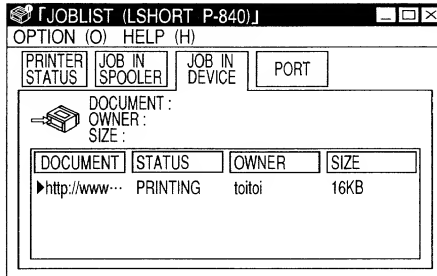 「JOBLIST (LSHORT P-840)」
OPTION (O) HELP (H)
PRINTER STATUS
JOB IN SPOOLER
JOB IN DEVICE
PORT
DOCUMENT :
OWNER :
SIZE :
DOCUMENT STATUS OWNER SIZE
▶http://www… PRINTING toitoi 16KB